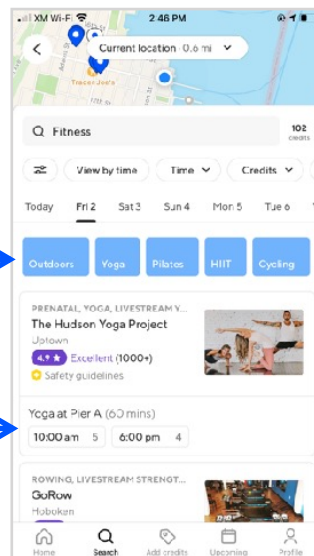 XM Wi-Fi 2:46 PM
Current location · 0.6 mi
Trader Joe's
Fitness 102
credits
View by time Time Credits
Today Fri 2 Sat 3 Sun 4 Mon 5 Tue 6
Outdoors Yoga Pilates HIIT Cycling
PRENATAL, YOGA, LIVESTREAM Y...
The Hudson Yoga Project
Uptown
4.9 ★ Excellent (1000+)
Safety guidelines
Yoga at Pier A (60 mins)
10:00 am 5 6:00 pm 4
ROWING, LIVESTREAM STRENGT...
GoRow
Hoboken
Home Search Add credits Upcoming Profile